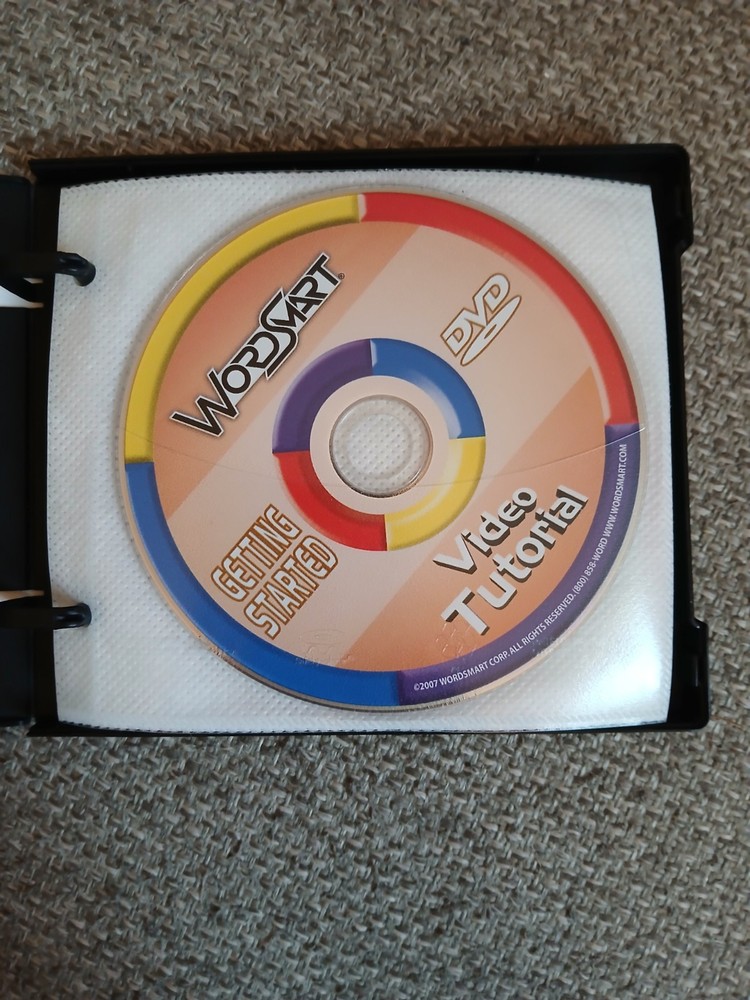 WORDSMART®
DVD
GETTING
STARTED
Video
Tutorial
©2007 WORDSMART CORP. ALL RIGHTS RESERVED. (800) 858-WORD WWW.WORDSMART.COM